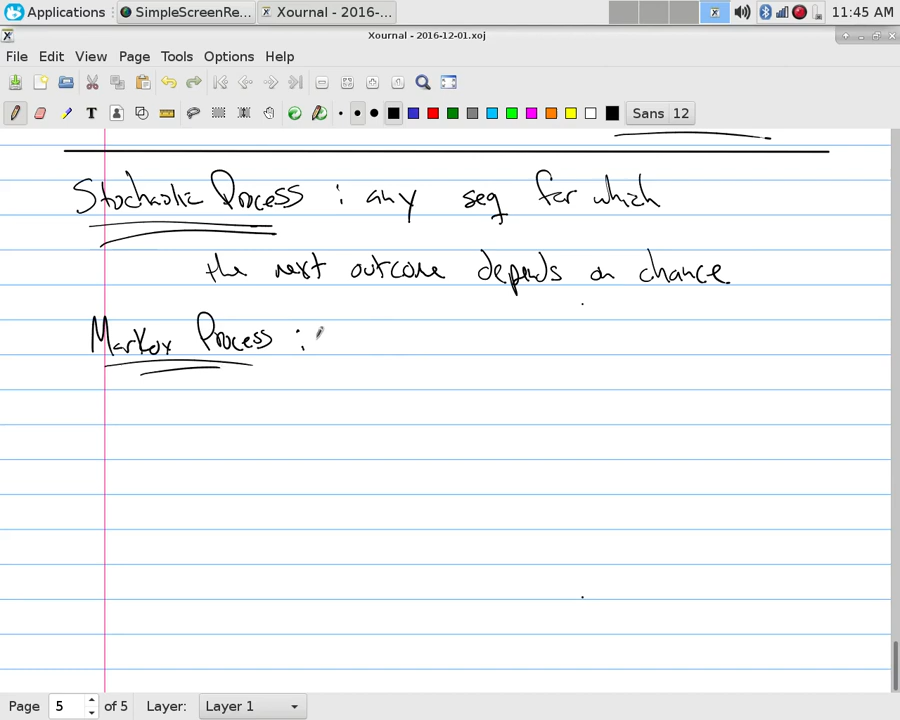 Applications SimpleScreenRe... Xournal - 2016-... 11:45 AM
Xournal - 2016-12-01.xoj
File Edit View Page Tools Options Help
Sans 12
Stochastic Process : any seq for which
the next outcome depends on chance.
Markov Process :
Page 5 of 5 Layer: Layer 1